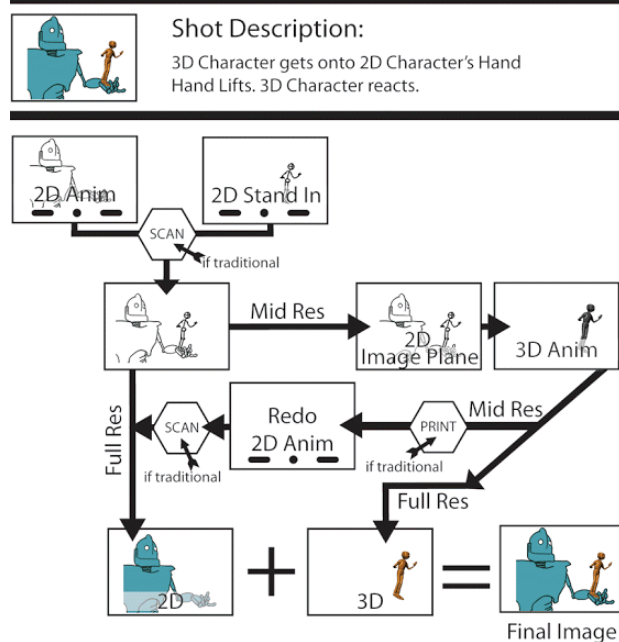 Shot Description:
3D Character gets onto 2D Character's Hand
Hand Lifts. 3D Character reacts.
2D Anim
2D Stand In
SCAN
if traditional
Mid Res
2D
Image Plane
3D Anim
Full Res
SCAN
if traditional
Redo
2D Anim
PRINT
if traditional
Mid Res
Full Res
2D
+
3D
=
Final Image